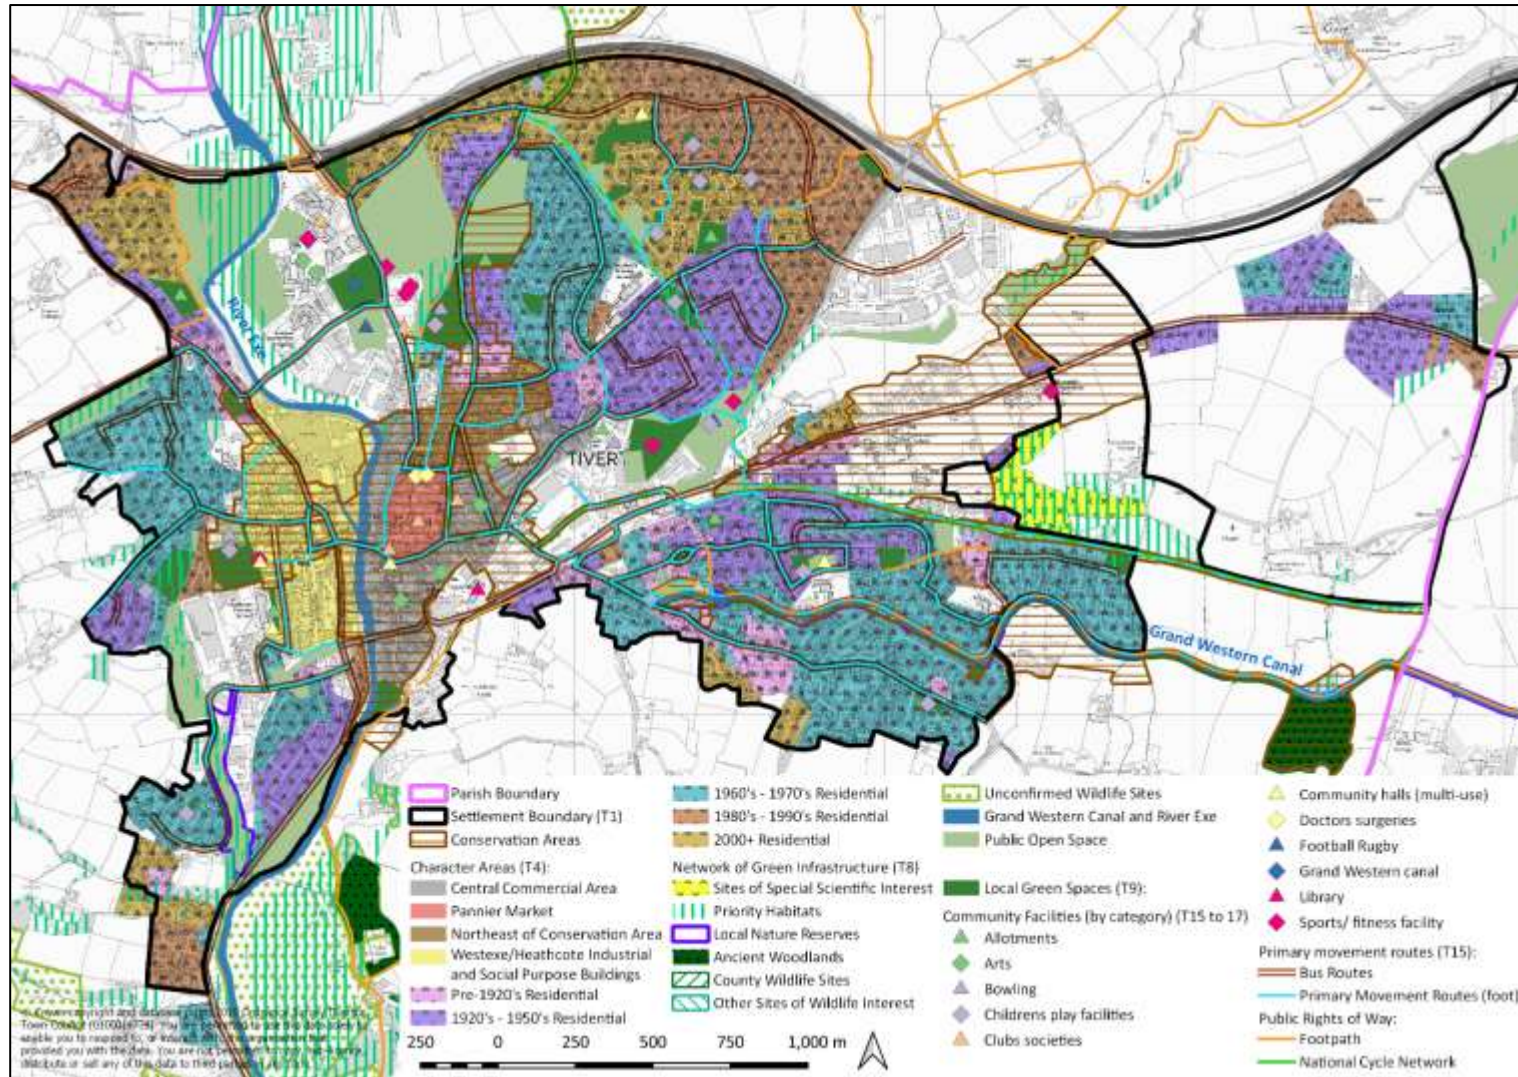 River Exe
TIVER
Grand Western Canal
Parish Boundary
Settlement Boundary (T1)
Conservation Areas
Character Areas (T4):
Central Commercial Area
Pannier Market
Northeast of Conservation Area
Westexe/Heathcote Industrial
and Social Purpose Buildings
Pre-1920's Residential
1920's - 1950's Residential
1960's - 1970's Residential
1980's - 1990's Residential
2000+ Residential
Network of Green Infrastructure (T8)
Sites of Special Scientific Interest
Priority Habitats
Local Nature Reserves
Ancient Woodlands
County Wildlife Sites
Other Sites of Wildlife Interest
Unconfirmed Wildlife Sites
Grand Western Canal and River Exe
Public Open Space
Local Green Spaces (T9):
Community Facilities (by category) (T15 to 17)
Allotments
Arts
Bowling
Childrens play facilities
Clubs societies
Community halls (multi-use)
Doctors surgeries
Football Rugby
Grand Western canal
Library
Sports/ fitness facility
Primary movement routes (T15):
Bus Routes
Primary Movement Routes (foot)
Public Rights of Way:
Footpath
National Cycle Network
250 0 250 500 750 1,000 m